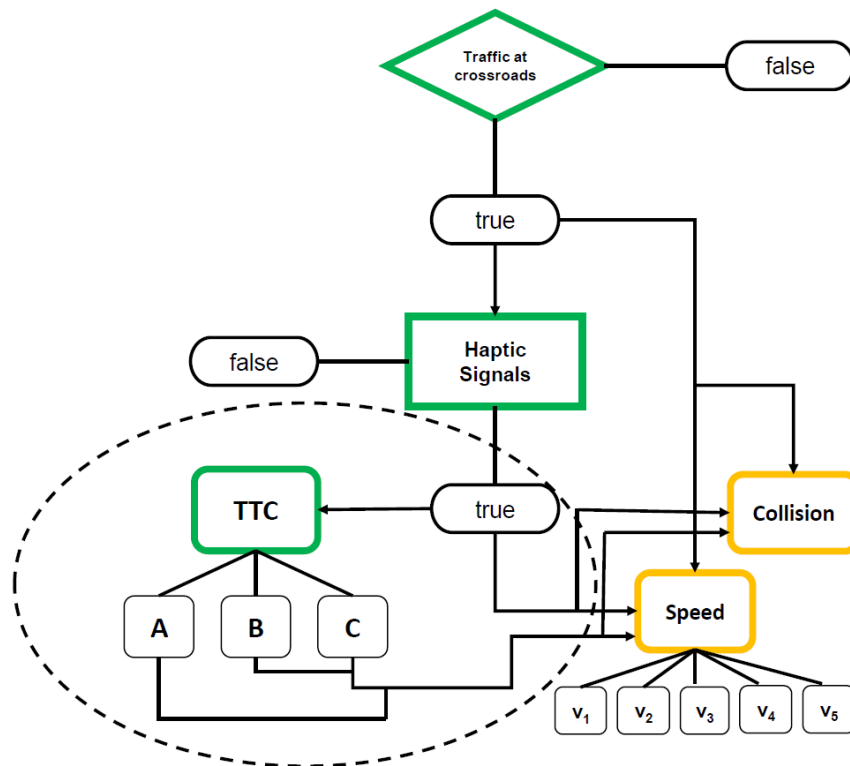 Traffic at
crossroads
false
true
Haptic
Signals
false
TTC
true
Collision
A
B
C
Speed
v₁
v₂
v₃
v₄
v₅